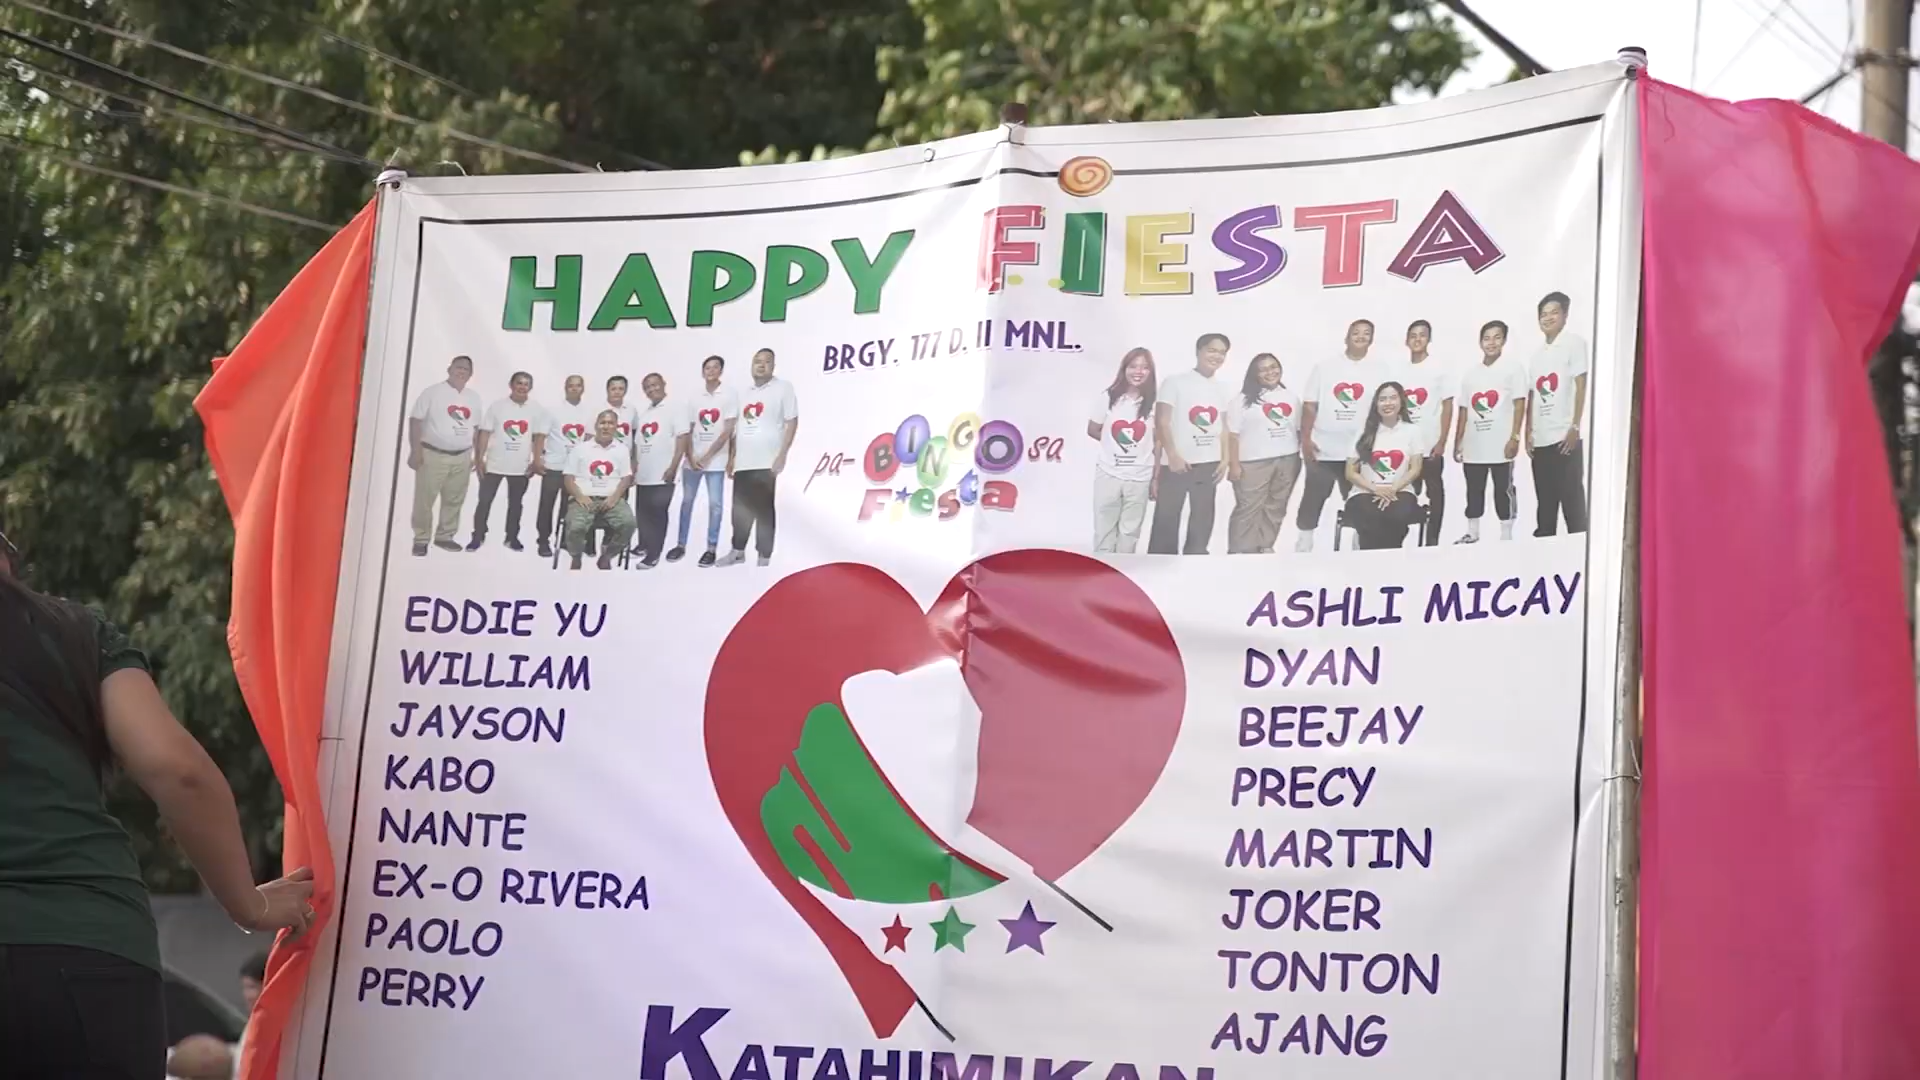 HAPPY FIESTA
BRGY. 177 D. II MNL.
pa-BINGO sa
Fiesta
EDDIE YU
WILLIAM
JAYSON
KABO
NANTE
EX-O RIVERA
PAOLO
PERRY
ASHLI MICAY
DYAN
BEEJAY
PRECY
MARTIN
JOKER
TONTON
AJANG
KATAHIMIKAN